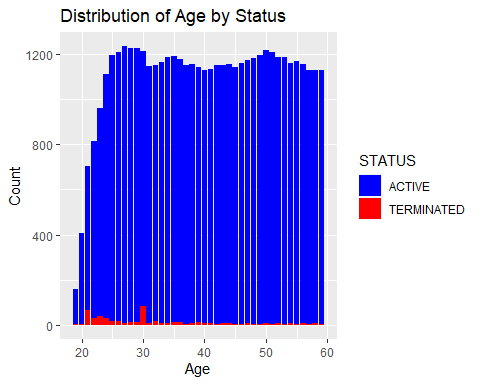 Distribution of Age by Status
1200
800
400
0
Count
20
30
40
50
60
Age
STATUS
ACTIVE
TERMINATED